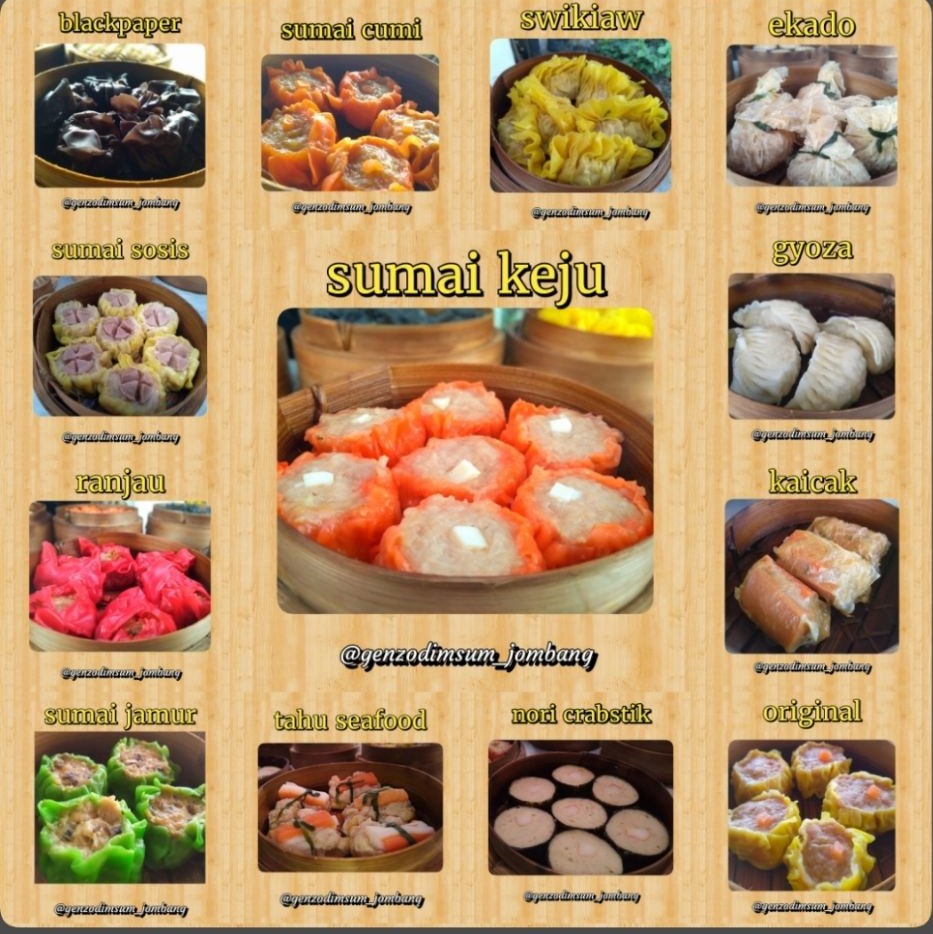 blackpaper
sumai cumi
swikiaw
ekado
@genzodimsum_jombang
@genzodimsum_jombang
@genzodimsum_jombang
@genzodimsum_jombang
sumai sosis
sumai keju
gyoza
@genzodimsum_jombang
@genzodimsum_jombang
ranjau
kaicak
@genzodimsum_jombang
@genzodimsum_jombang
@genzodimsum_jombang
sumai jamur
tahu seafood
nori crabstik
original
@genzodimsum_jombang
@genzodimsum_jombang
@genzodimsum_jombang
@genzodimsum_jombang